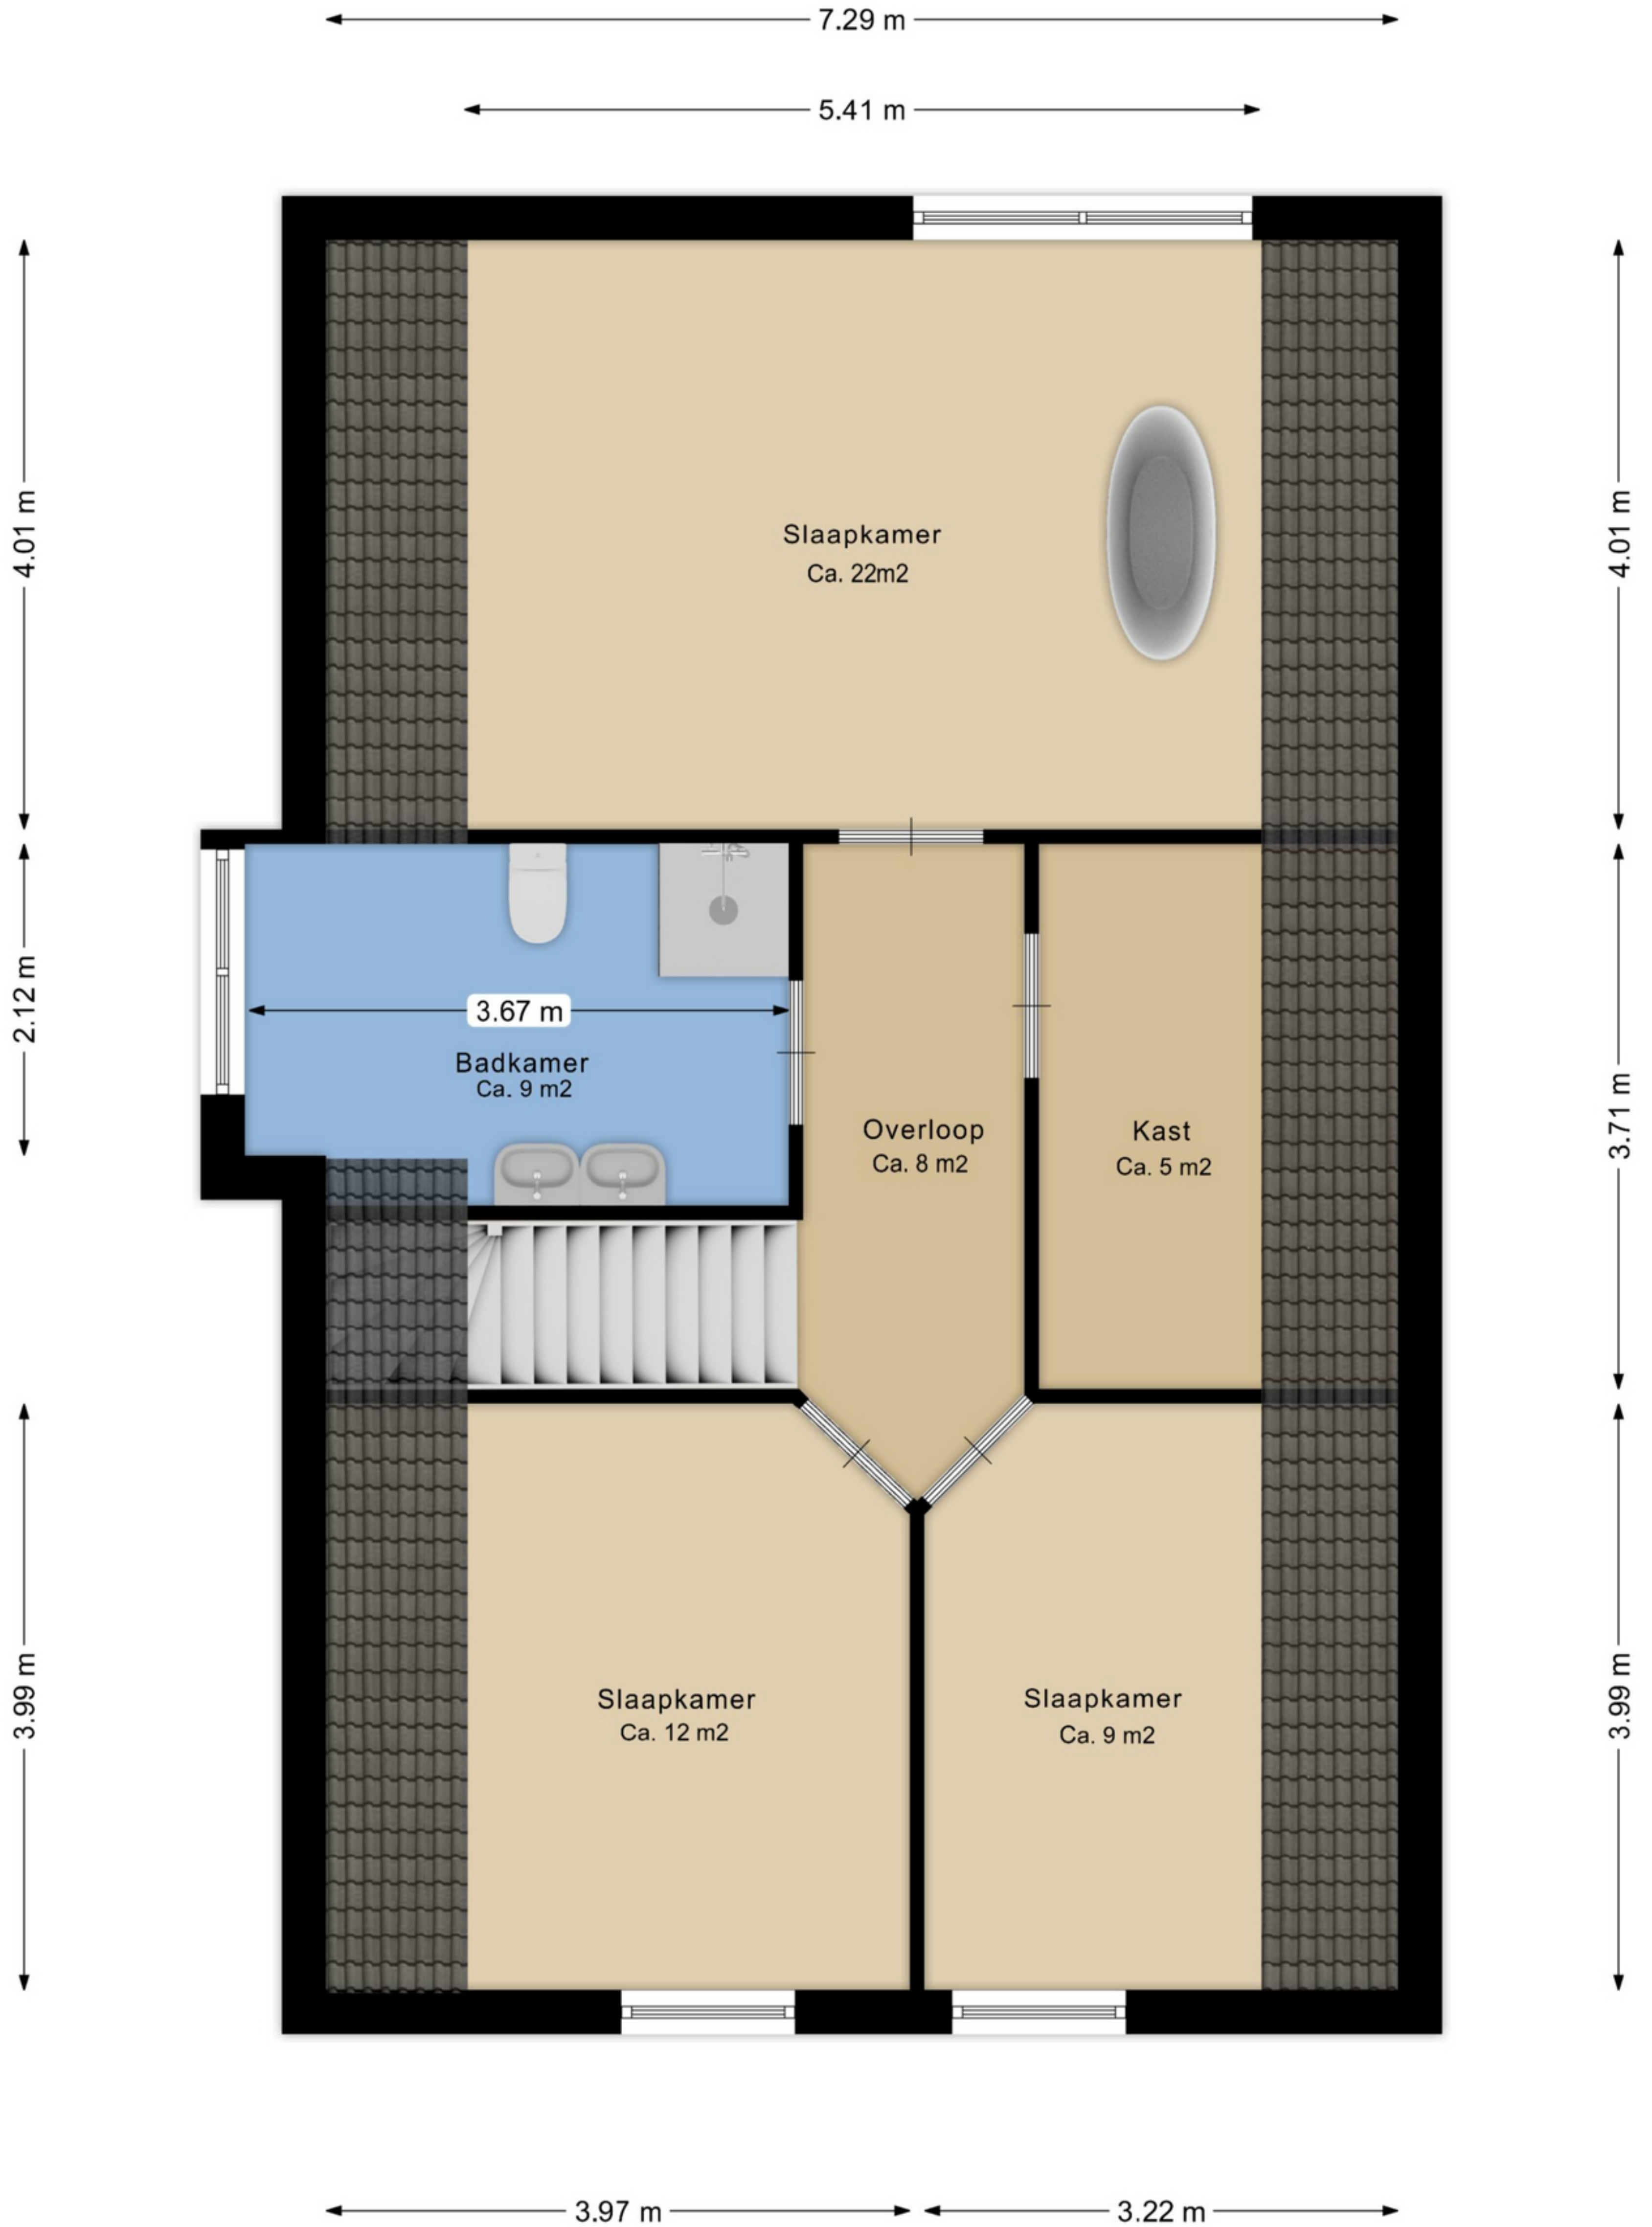 7.29 m
5.41 m
4.01 m
4.01 m
Slaapkamer
Ca. 22m2
2.12 m
3.67 m
Badkamer
Ca. 9 m2
Overloop
Ca. 8 m2
Kast
Ca. 5 m2
3.71 m
3.99 m
Slaapkamer
Ca. 12 m2
Slaapkamer
Ca. 9 m2
3.99 m
3.97 m
3.22 m